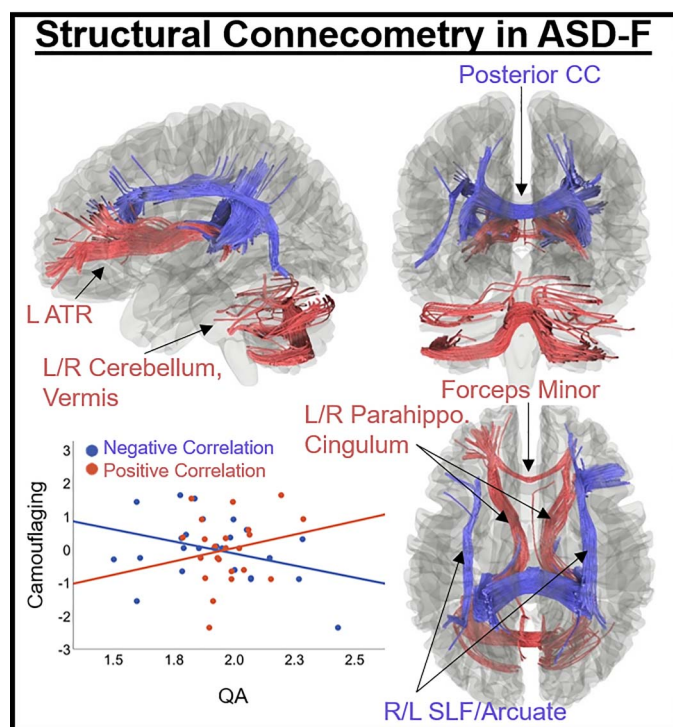 Structural Connecometry in ASD-F
Posterior CC
L ATR
L/R Cerebellum,
Vermis
Forceps Minor
L/R Parahippo.
Cingulum
R/L SLF/Arcuate
Negative Correlation
Positive Correlation
Camouflaging
3
2
1
0
-1
-2
-3
1.5
1.8
2.0
2.3
2.5
QA